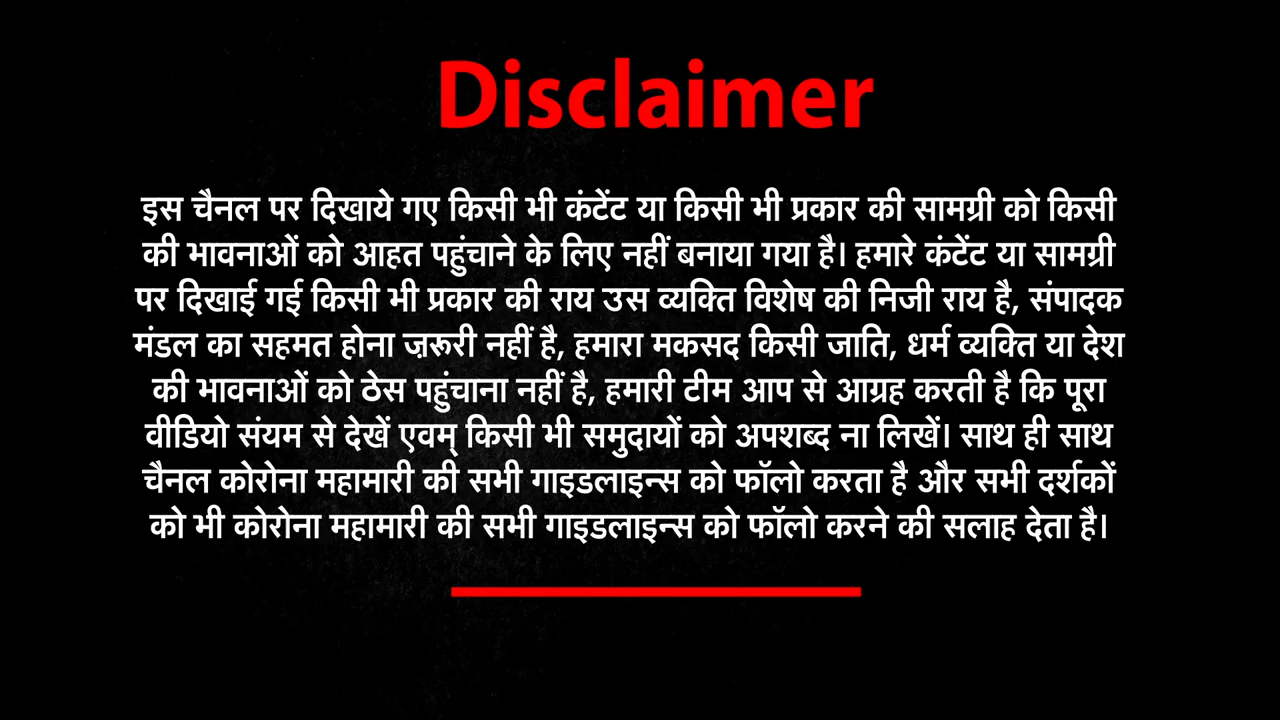 Disclaimer
इस चैनल पर दिखाये गए किसी भी कंटेंट या किसी भी प्रकार की सामग्री को किसी
की भावनाओं को आहत पहुंचाने के लिए नहीं बनाया गया है। हमारे कंटेंट या सामग्री
पर दिखाई गई किसी भी प्रकार की राय उस व्यक्ति विशेष की निजी राय है, संपादक
मंडल का सहमत होना ज़रूरी नहीं है, हमारा मकसद किसी जाति, धर्म व्यक्ति या देश
की भावनाओं को ठेस पहुंचाना नहीं है, हमारी टीम आप से आग्रह करती है कि पूरा
वीडियो संयम से देखें एवम् किसी भी समुदायों को अपशब्द ना लिखें। साथ ही साथ
चैनल कोरोना महामारी की सभी गाइडलाइन्स को फॉलो करता है और सभी दर्शकों
को भी कोरोना महामारी की सभी गाइडलाइन्स को फॉलो करने की सलाह देता है।